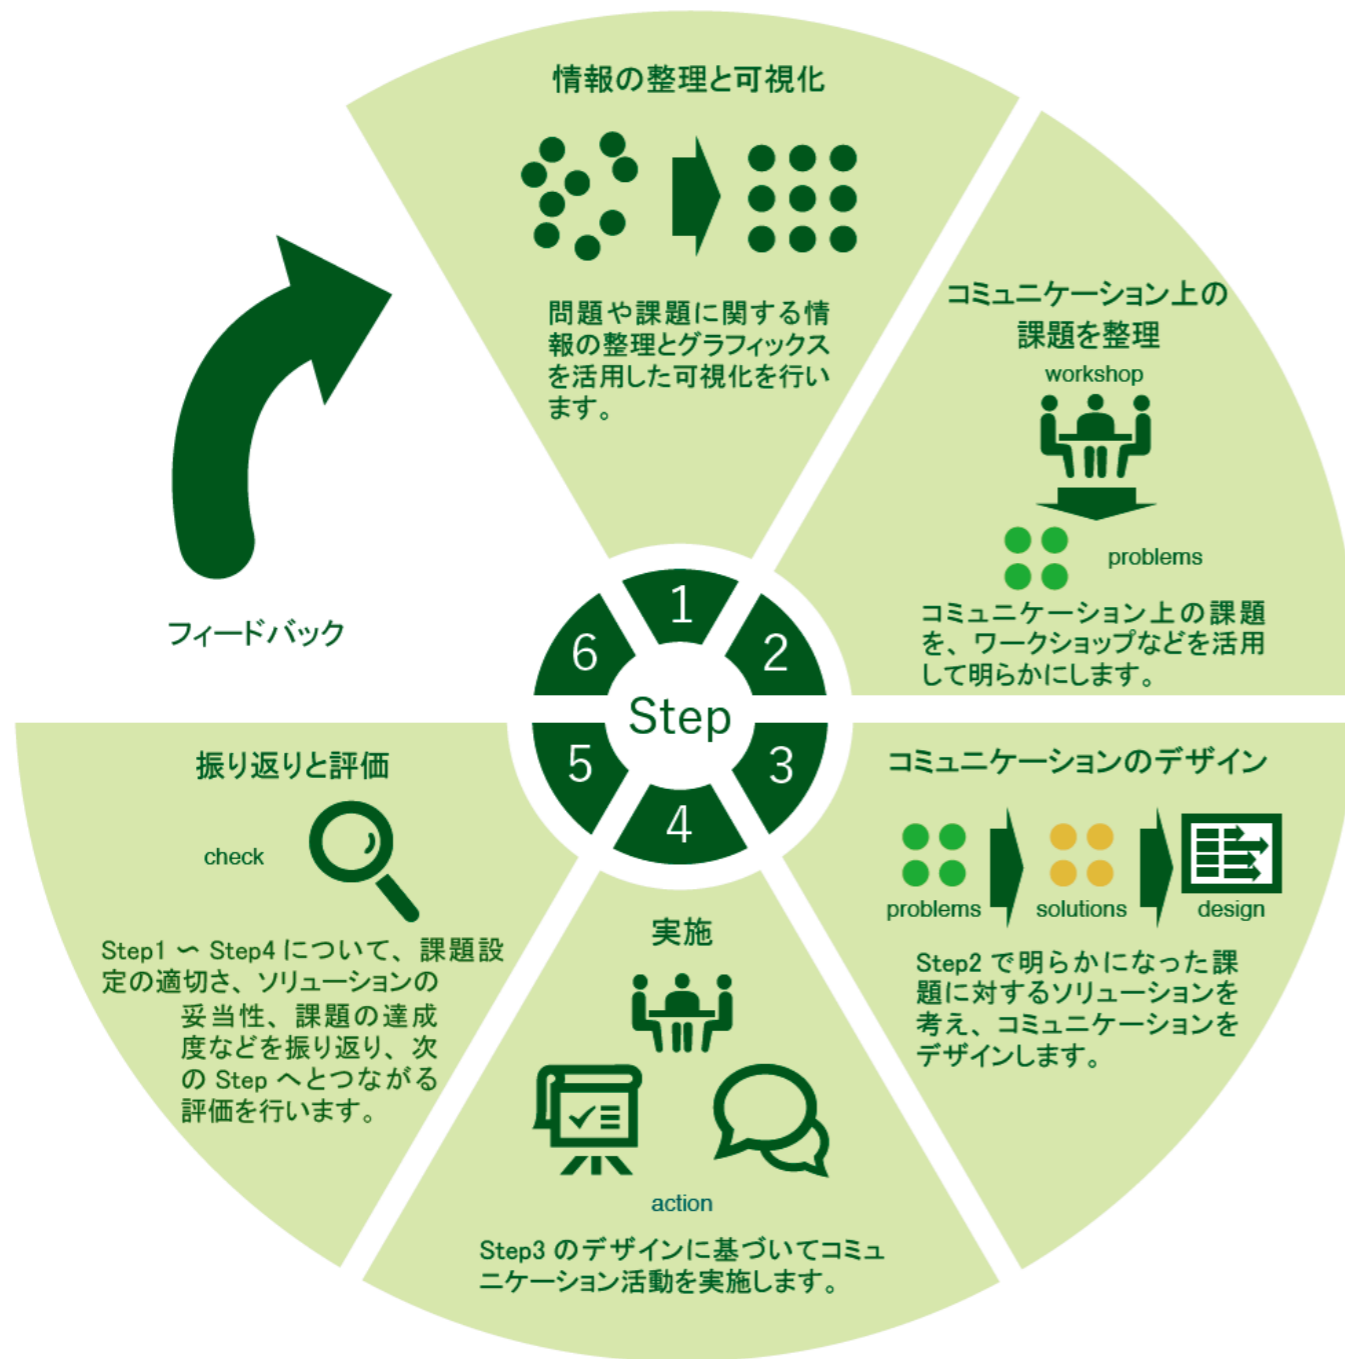 情報の整理と可視化
問題や課題に関する情
報の整理とグラフィックス
を活用した可視化を行い
ます。
コミュニケーション上の
課題を整理
workshop
problems
コミュニケーション上の課題
を、ワークショップなどを活用
して明らかにします。
コミュニケーションのデザイン
problems
solutions
design
Step2 で明らかになった課
題に対するソリューションを
考え、コミュニケーションを
デザインします。
実施
action
Step3 のデザインに基づいてコミュ
ニケーション活動を実施します。
振り返りと評価
check
Step1 〜 Step4 について、課題設
定の適切さ、ソリューションの
妥当性、課題の達成
度などを振り返り、次
の Step へとつながる
評価を行います。
フィードバック
1
2
3
4
5
6
Step